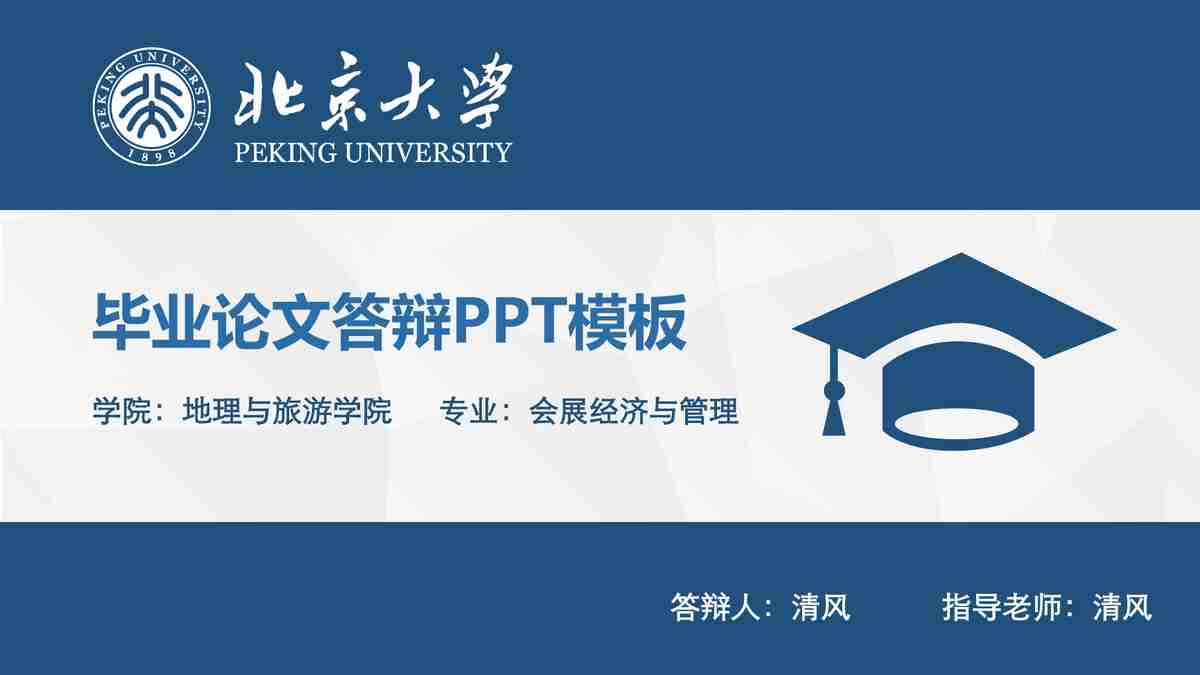 PEKING UNIVERSITY
1898
北京大学
PEKING UNIVERSITY
毕业论文答辩PPT模板
学院：地理与旅游学院 专业：会展经济与管理
答辩人：清风 指导老师：清风